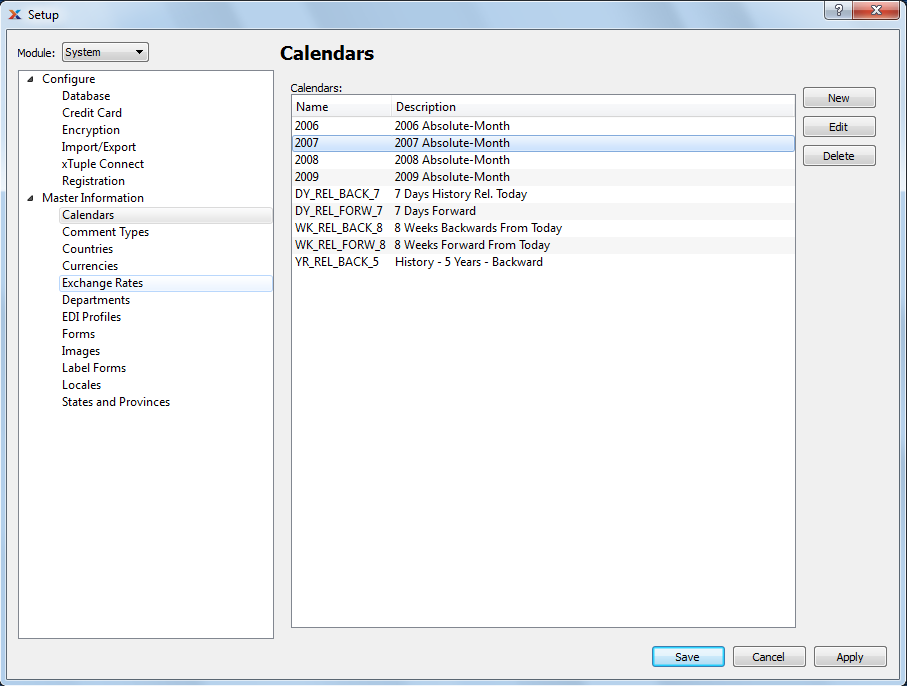 Setup
?
Module: System
Calendars
Configure
Database
Credit Card
Encryption
Import/Export
xTuple Connect
Registration
Master Information
Calendars
Comment Types
Countries
Currencies
Exchange Rates
Departments
EDI Profiles
Forms
Images
Label Forms
Locales
States and Provinces
Calendars:
Name Description
2006 2006 Absolute-Month
2007 2007 Absolute-Month
2008 2008 Absolute-Month
2009 2009 Absolute-Month
DY_REL_BACK_7 7 Days History Rel. Today
DY_REL_FORW_7 7 Days Forward
WK_REL_BACK_8 8 Weeks Backwards From Today
WK_REL_FORW_8 8 Weeks Forward From Today
YR_REL_BACK_5 History - 5 Years - Backward
New
Edit
Delete
Save Cancel Apply